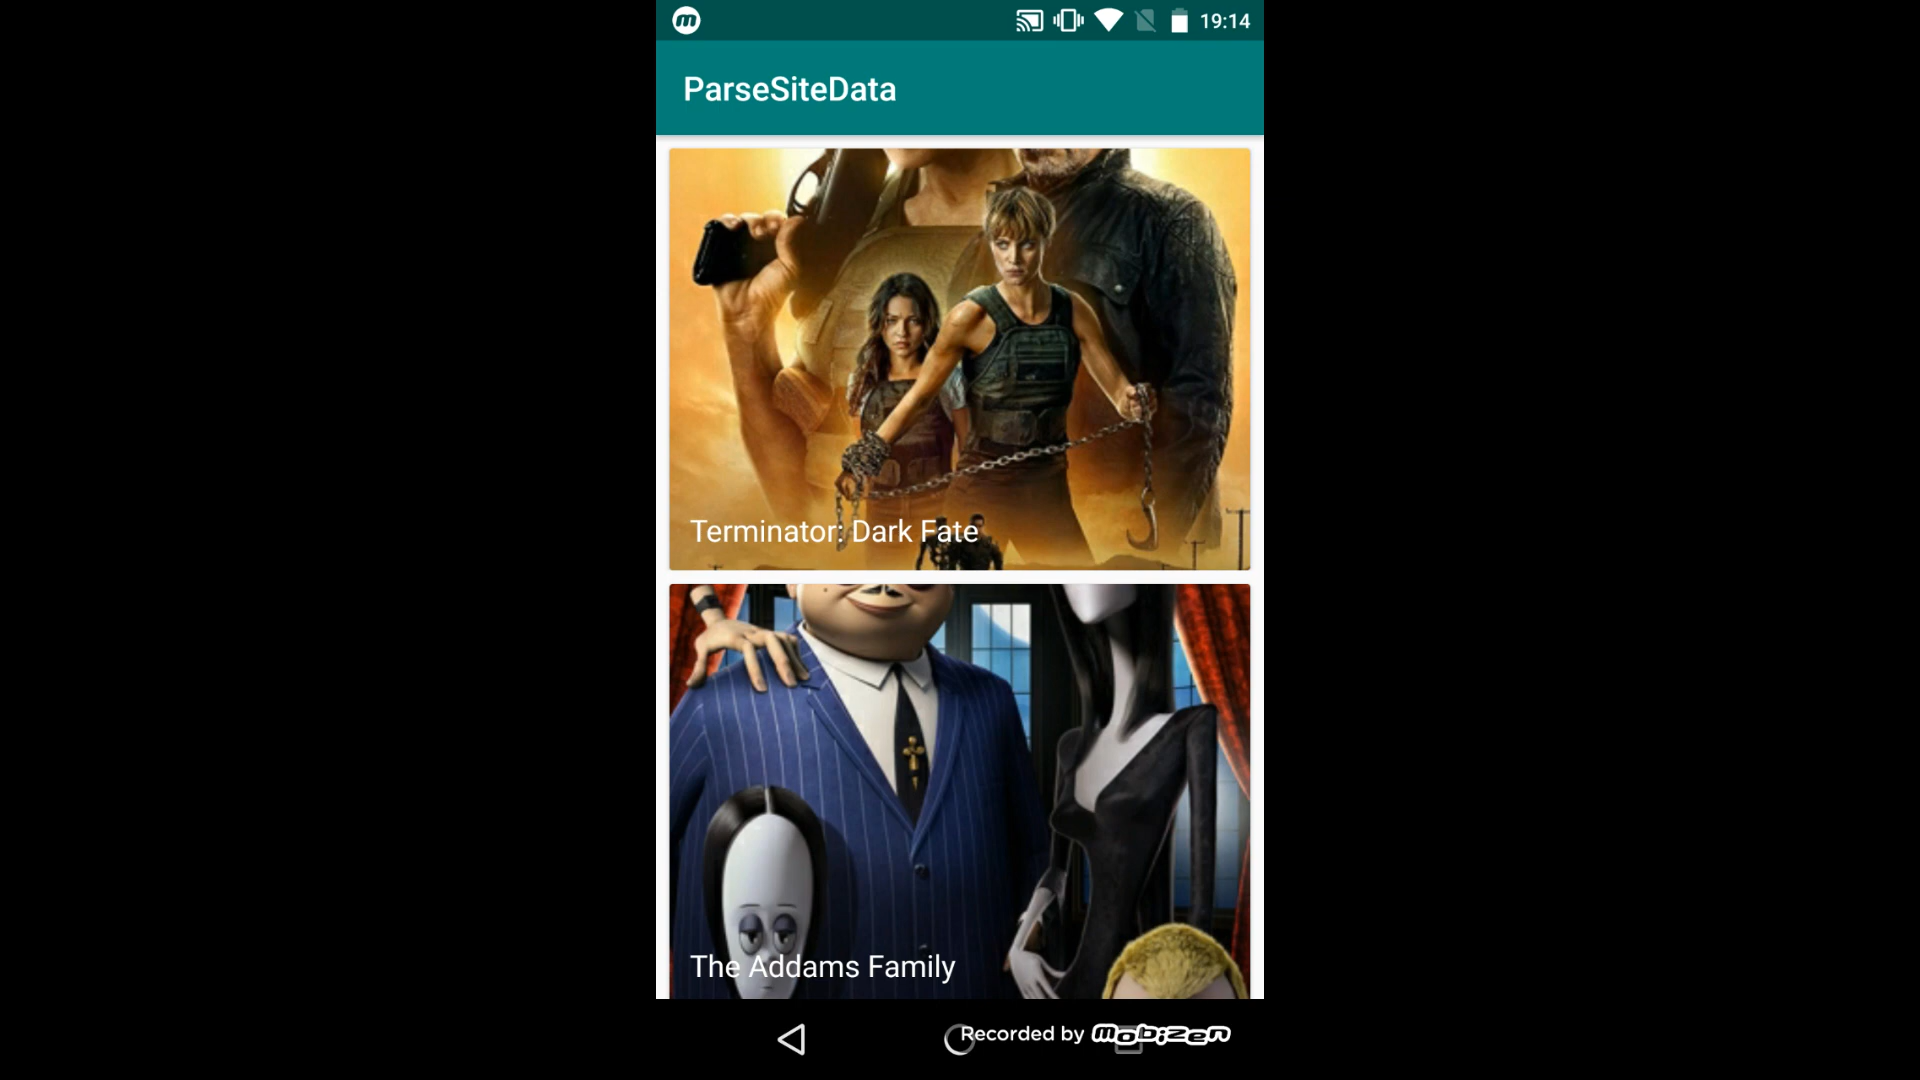 19:14
ParseSiteData
Terminator: Dark Fate
The Addams Family
Recorded by mobizen